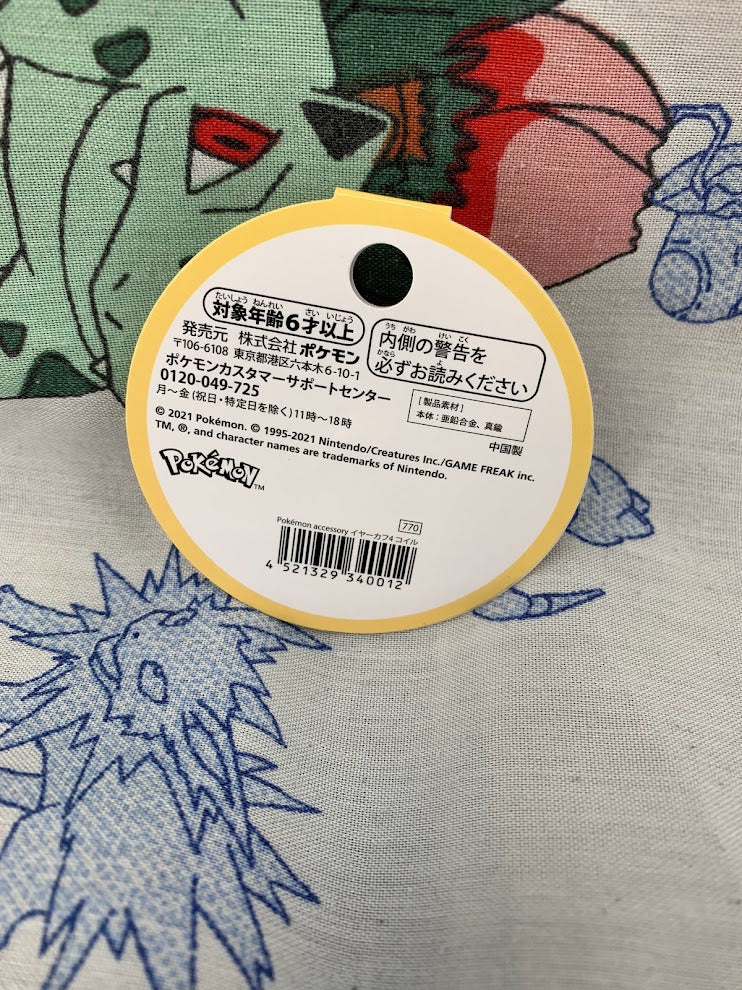 たいしょう ねんれい さい いじょう
対象年齢6才以上
うち がわ けい こく
内側の警告を
かなら よ
必ずお読みください
発売元 株式会社 ポケモン
〒106-6108 東京都港区六本木6-10-1
ポケモンカスタマーサポートセンター
0120-049-725
月～金(祝日・特定日を除く)11時～18時
[製品素材]
本体：亜鉛合金、真鍮
中国製
© 2021 Pokémon. © 1995-2021 Nintendo/Creatures Inc./GAME FREAK inc.
TM, ®, and character names are trademarks of Nintendo.
POKéMON TM
770
Pokémon accessory イヤーカフ4 コイル
4 521329 340012